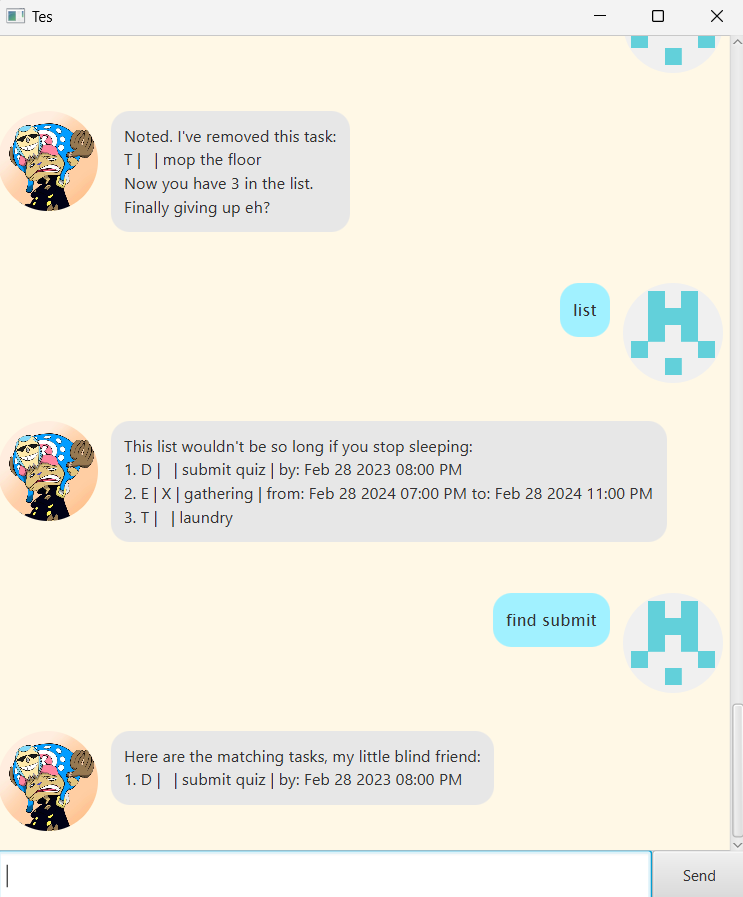 Tes
Noted. I've removed this task:
T |   | mop the floor
Now you have 3 in the list.
Finally giving up eh?
list
This list wouldn't be so long if you stop sleeping:
1. D |   | submit quiz | by: Feb 28 2023 08:00 PM
2. E | X | gathering | from: Feb 28 2024 07:00 PM to: Feb 28 2024 11:00 PM
3. T |   | laundry
find submit
Here are the matching tasks, my little blind friend:
1. D |   | submit quiz | by: Feb 28 2023 08:00 PM
Send